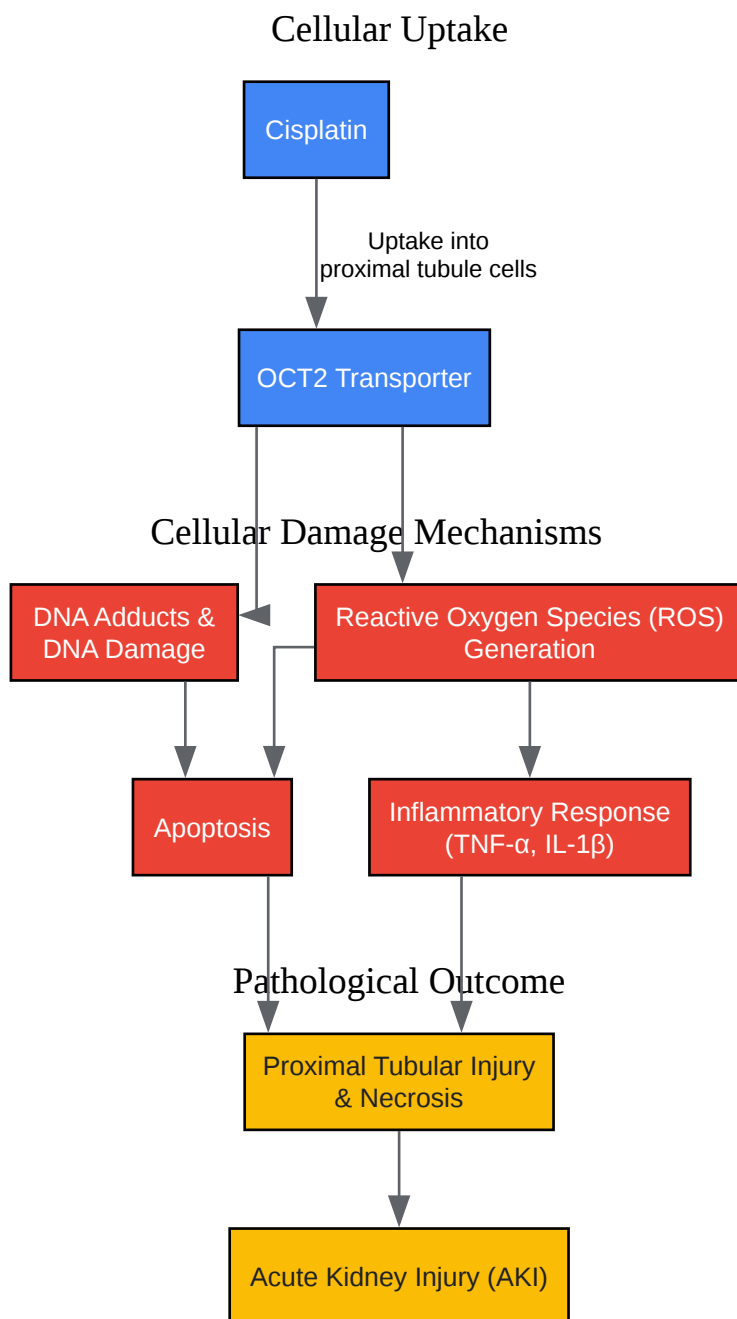 Cellular Uptake
Cisplatin
Uptake into
proximal tubule cells
OCT2 Transporter
Cellular Damage Mechanisms
DNA Adducts &
DNA Damage
Reactive Oxygen Species (ROS)
Generation
Apoptosis
Inflammatory Response
(TNF-α, IL-1β)
Pathological Outcome
Proximal Tubular Injury
& Necrosis
Acute Kidney Injury (AKI)